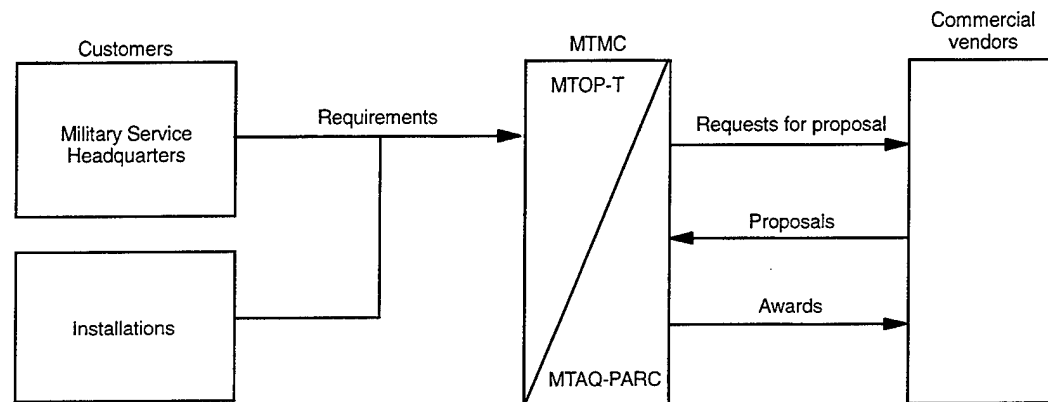 Customers
Military Service
Headquarters
Installations
Requirements
MTMC
MTOP-T
MTAQ-PARC
Requests for proposal
Proposals
Awards
Commercial
vendors